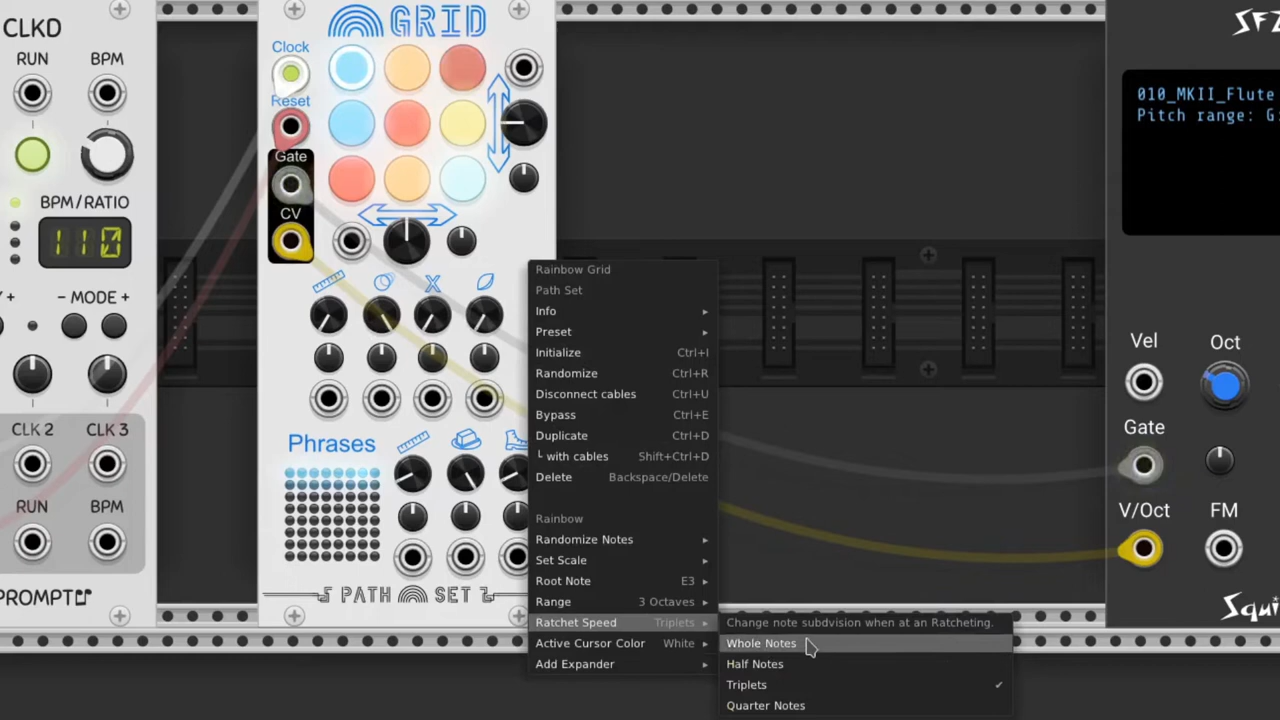 CLKD
RUN
BPM
BPM/RATIO
110
- MODE +
CLK 2
CLK 3
RUN
BPM
GRID
Clock
Reset
Gate
CV
Phrases
PATH SET
Rainbow Grid
Path Set
Info
Preset
Initialize Ctrl+I
Randomize Ctrl+R
Disconnect cables Ctrl+U
Bypass Ctrl+E
Duplicate Ctrl+D
└ with cables Shift+Ctrl+D
Delete Backspace/Delete
Rainbow
Randomize Notes
Set Scale
Root Note E3
Range 3 Octaves
Ratchet Speed Triplets
Active Cursor Color White
Add Expander
Change note subdvision when at an Ratcheting.
Whole Notes
Half Notes
Triplets ✓
Quarter Notes
010_MKII_Flute
Pitch range:
Vel
Oct
Gate
V/Oct
FM